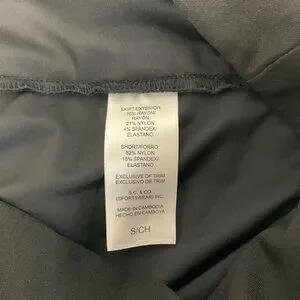 SKIRT/EXTERIOR
75% RAYON/
RAYON
21% NYLON
4% SPANDEX/
ELASTANO
SHORT/FORRO
82% NYLON
18% SPANDEX/
ELASTANO
EXCLUSIVE OF TRIM
EXCLUSIVO DE TRIM
S.C. & CO.
(SPORTSWEAR) INC.
MADE IN CAMBODIA
HECHO EN CAMBOYA
S/CH